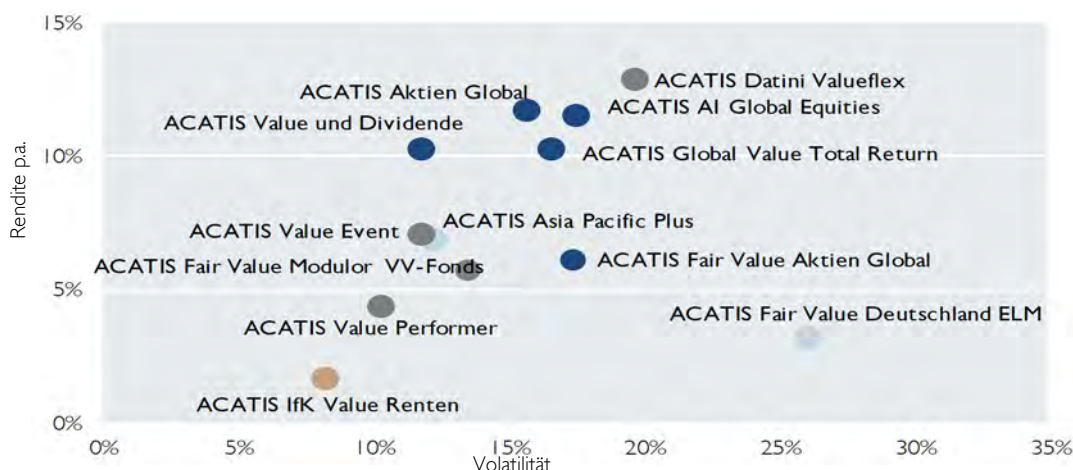 15%
ACATIS Datini Valueflex
ACATIS Aktien Global
ACATIS AI Global Equities
ACATIS Value und Dividende
10%
ACATIS Global Value Total Return
Rendite p.a.
ACATIS Asia Pacific Plus
ACATIS Value Event
ACATIS Fair Value Modulor VV-Fonds
ACATIS Fair Value Aktien Global
5%
ACATIS Fair Value Deutschland ELM
ACATIS Value Performer
ACATIS IfK Value Renten
0%
0% 5% 10% 15% 20% 25% 30% 35%
Volatilität